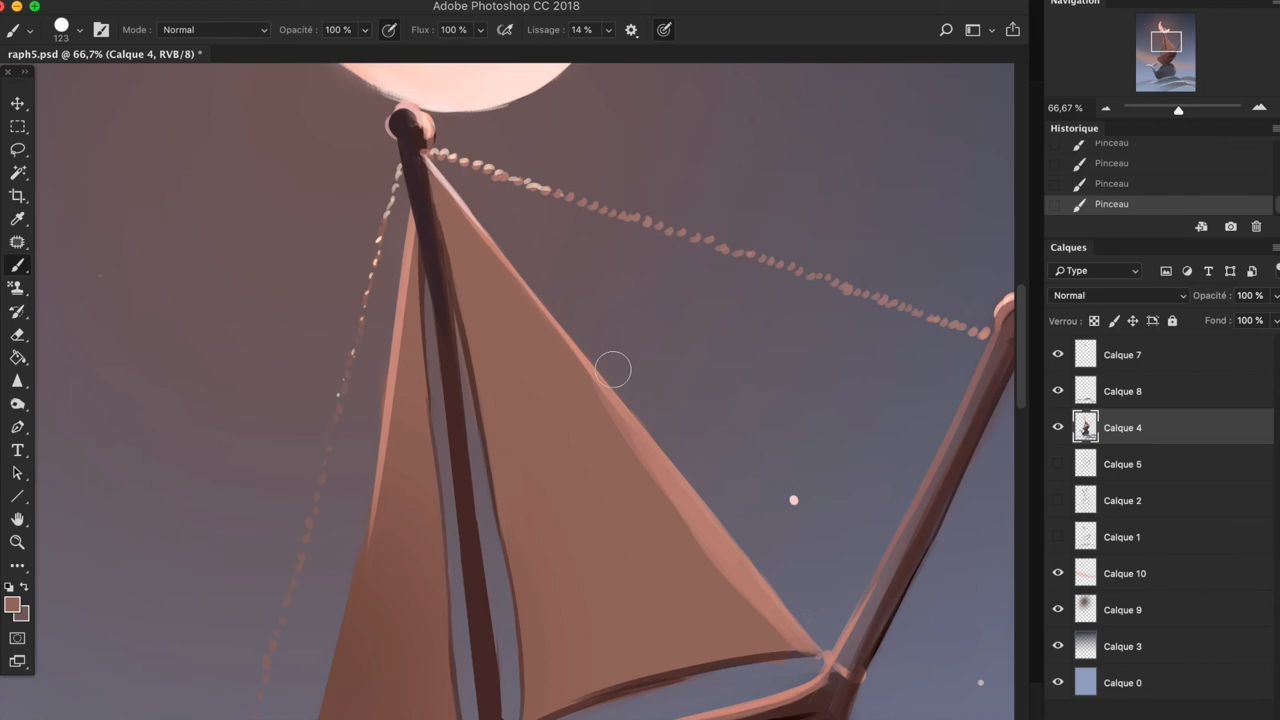 Adobe Photoshop CC 2018
123 Mode : Normal Opacité : 100 % Flux : 100 % Lissage : 14 %
raph5.psd @ 66,7% (Calque 4, RVB/8) *
Navigation
66,67 %
Historique
Pinceau
Pinceau
Pinceau
Pinceau
Calques
Type
Normal Opacité : 100 %
Verrou : Fond : 100 %
Calque 7
Calque 8
Calque 4
Calque 5
Calque 2
Calque 1
Calque 10
Calque 9
Calque 3
Calque 0